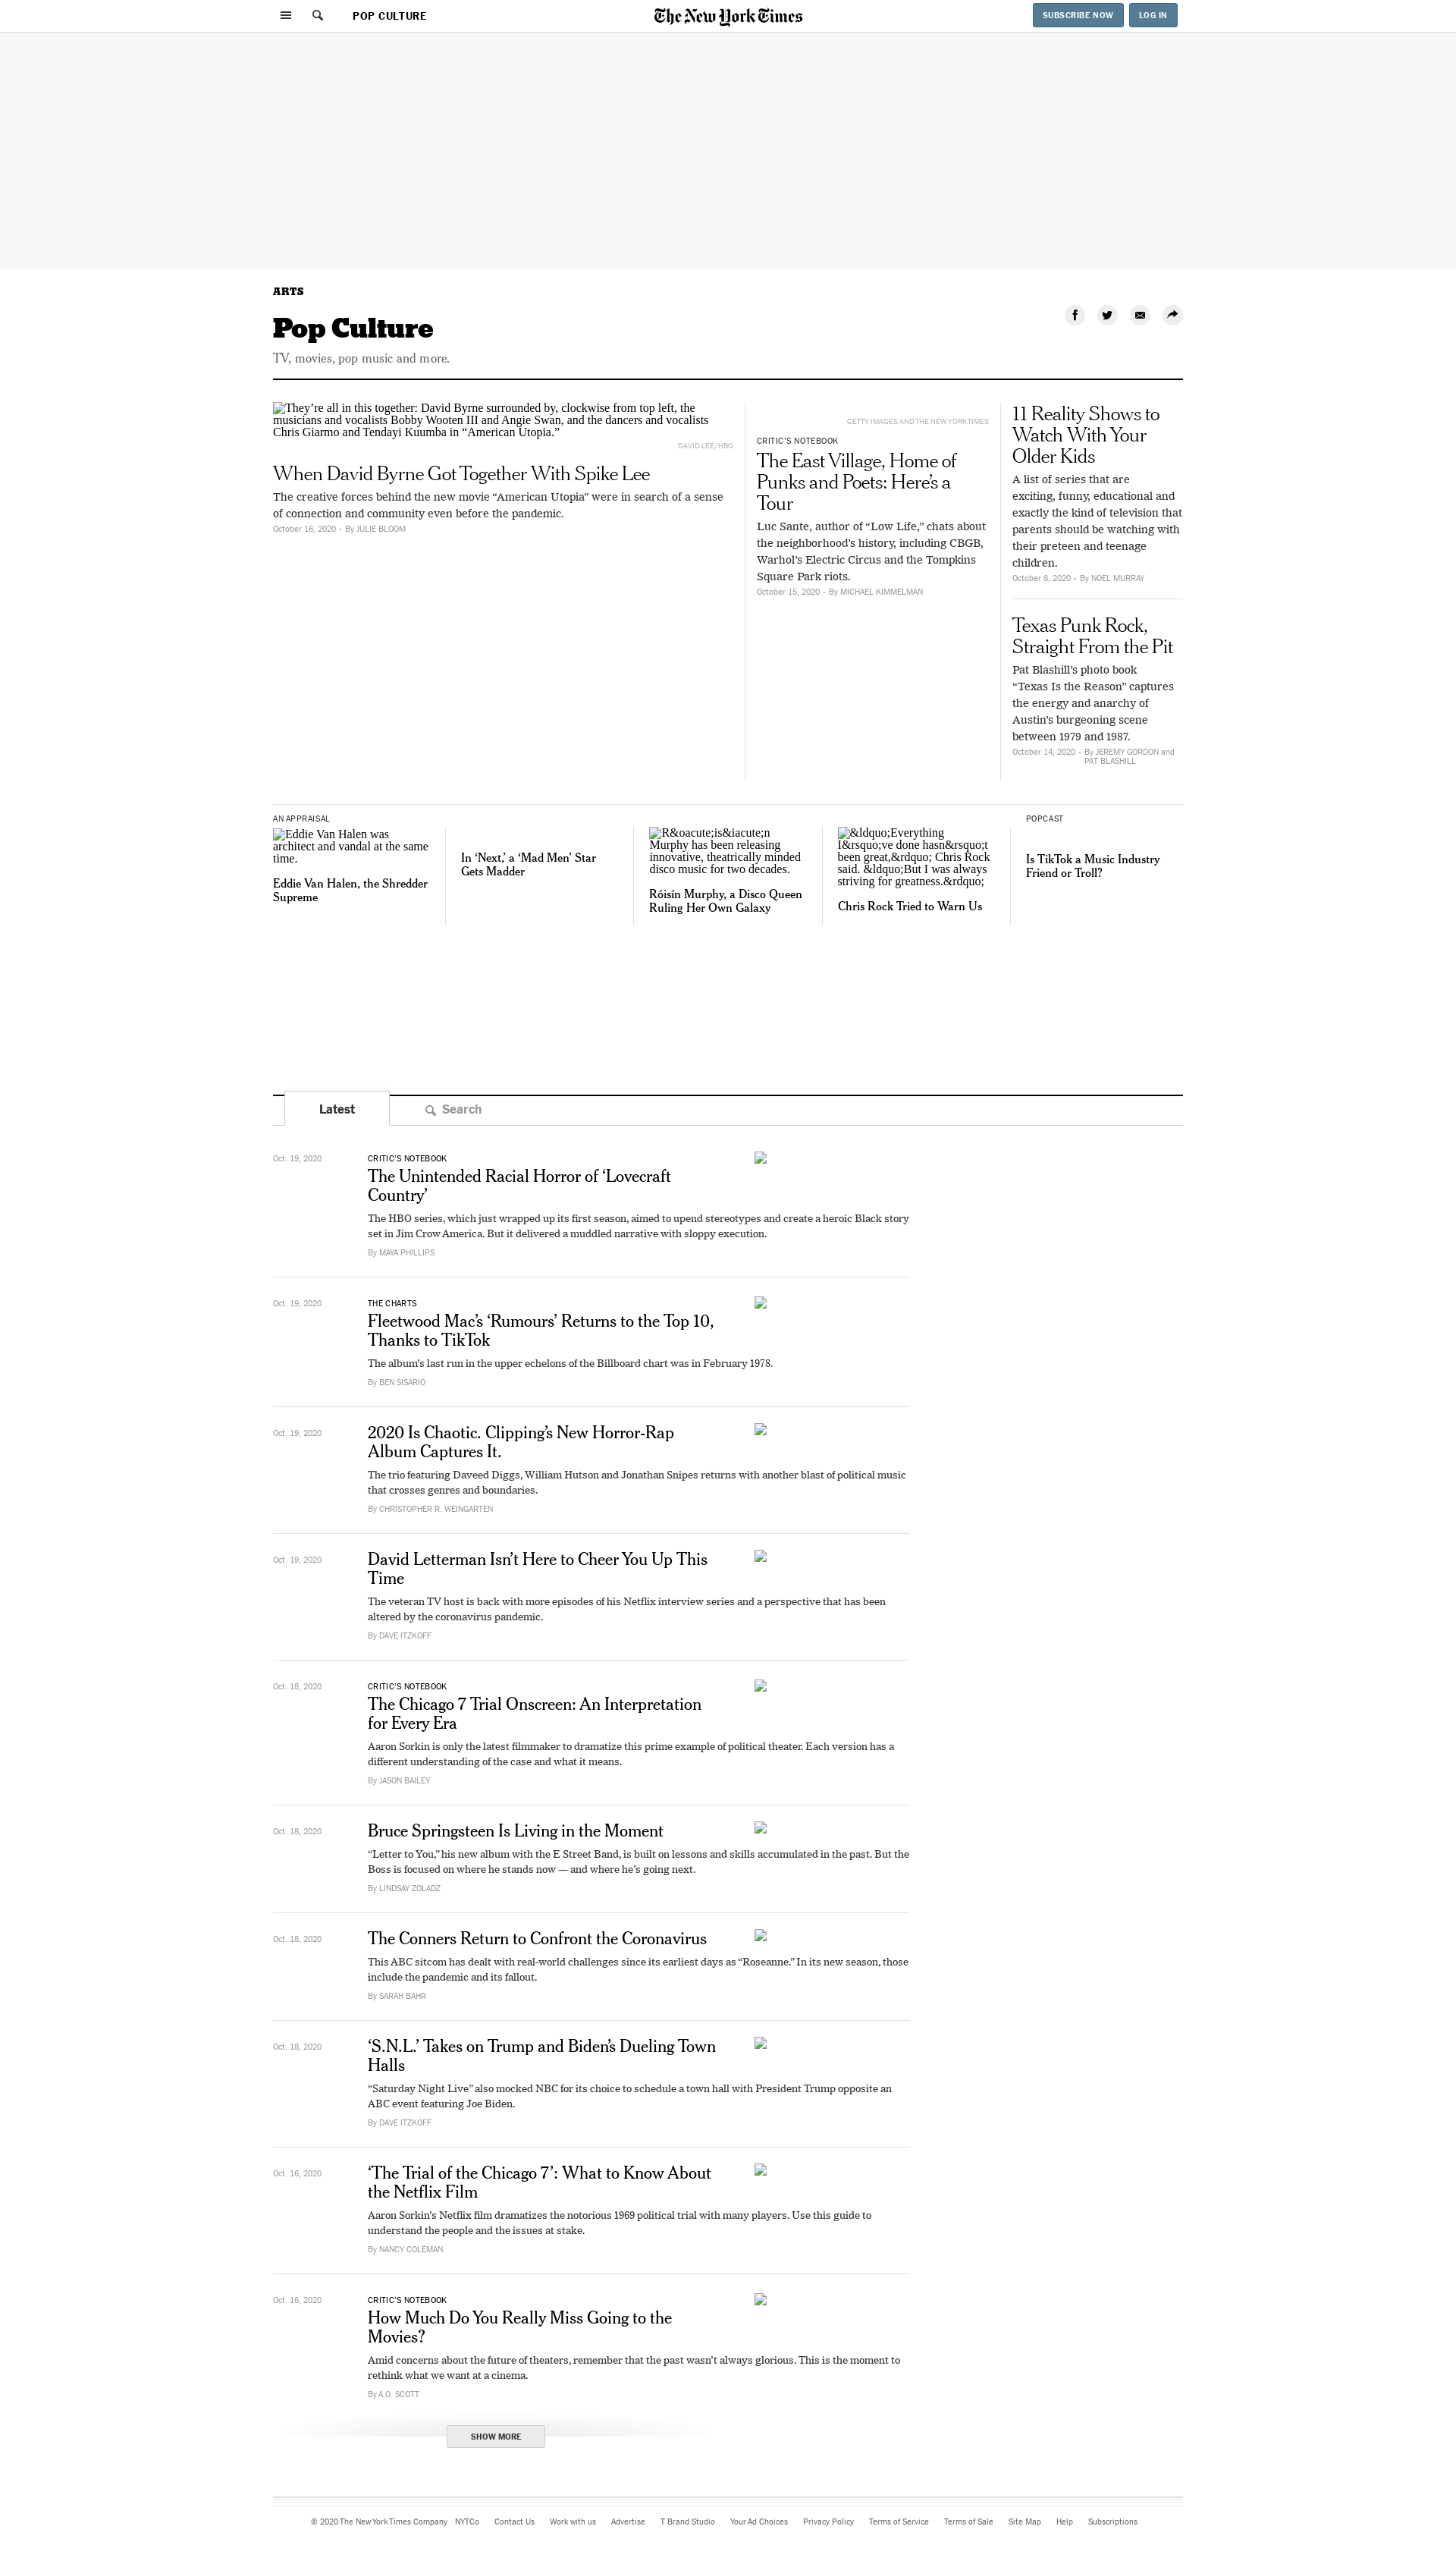 POP CULTURE
The New York Times
SUBSCRIBE NOW
LOG IN
ARTS
Pop Culture
TV, movies, pop music and more.
They’re all in this together: David Byrne surrounded by, clockwise from top left, the
musicians and vocalists Bobby Wooten III and Angie Swan, and the dancers and vocalists
Chris Giarmo and Tendayi Kuumba in “American Utopia.”
DAVID LEE/HBO
When David Byrne Got Together With Spike Lee
The creative forces behind the new movie “American Utopia” were in search of a sense
of connection and community even before the pandemic.
October 16, 2020 • By JULIE BLOOM
GETTY IMAGES AND THE NEW YORK TIMES
CRITIC’S NOTEBOOK
The East Village, Home of
Punks and Poets: Here’s a
Tour
Luc Sante, author of “Low Life,” chats about
the neighborhood’s history, including CBGB,
Warhol’s Electric Circus and the Tompkins
Square Park riots.
October 15, 2020 • By MICHAEL KIMMELMAN
11 Reality Shows to
Watch With Your
Older Kids
A list of series that are
exciting, funny, educational and
exactly the kind of television that
parents should be watching with
their preteen and teenage
children.
October 8, 2020 • By NOEL MURRAY
Texas Punk Rock,
Straight From the Pit
Pat Blashill’s photo book
“Texas Is the Reason” captures
the energy and anarchy of
Austin’s burgeoning scene
between 1979 and 1987.
October 14, 2020 • By JEREMY GORDON and
PAT BLASHILL
AN APPRAISAL
Eddie Van Halen was
architect and vandal at the same
time.
Eddie Van Halen, the Shredder
Supreme
In ‘Next,’ a ‘Mad Men’ Star
Gets Madder
R&oacute;is&iacute;n
Murphy has been releasing
innovative, theatrically minded
disco music for two decades.
Róisín Murphy, a Disco Queen
Ruling Her Own Galaxy
&ldquo;Everything
I&rsquo;ve done hasn&rsquo;t
been great,&rdquo; Chris Rock
said. &ldquo;But I was always
striving for greatness.&rdquo;
Chris Rock Tried to Warn Us
POPCAST
Is TikTok a Music Industry
Friend or Troll?
Latest
Search
Oct. 19, 2020
CRITIC’S NOTEBOOK
The Unintended Racial Horror of ‘Lovecraft
Country’
The HBO series, which just wrapped up its first season, aimed to upend stereotypes and create a heroic Black story
set in Jim Crow America. But it delivered a muddled narrative with sloppy execution.
By MAYA PHILLIPS
Oct. 19, 2020
THE CHARTS
Fleetwood Mac’s ‘Rumours’ Returns to the Top 10,
Thanks to TikTok
The album’s last run in the upper echelons of the Billboard chart was in February 1978.
By BEN SISARIO
Oct. 19, 2020
2020 Is Chaotic. Clipping’s New Horror-Rap
Album Captures It.
The trio featuring Daveed Diggs, William Hutson and Jonathan Snipes returns with another blast of political music
that crosses genres and boundaries.
By CHRISTOPHER R. WEINGARTEN
Oct. 19, 2020
David Letterman Isn’t Here to Cheer You Up This
Time
The veteran TV host is back with more episodes of his Netflix interview series and a perspective that has been
altered by the coronavirus pandemic.
By DAVE ITZKOFF
Oct. 18, 2020
CRITIC’S NOTEBOOK
The Chicago 7 Trial Onscreen: An Interpretation
for Every Era
Aaron Sorkin is only the latest filmmaker to dramatize this prime example of political theater. Each version has a
different understanding of the case and what it means.
By JASON BAILEY
Oct. 18, 2020
Bruce Springsteen Is Living in the Moment
“Letter to You,” his new album with the E Street Band, is built on lessons and skills accumulated in the past. But the
Boss is focused on where he stands now — and where he’s going next.
By LINDSAY ZOLADZ
Oct. 18, 2020
The Conners Return to Confront the Coronavirus
This ABC sitcom has dealt with real-world challenges since its earliest days as “Roseanne.” In its new season, those
include the pandemic and its fallout.
By SARAH BAHR
Oct. 18, 2020
‘S.N.L.’ Takes on Trump and Biden’s Dueling Town
Halls
“Saturday Night Live” also mocked NBC for its choice to schedule a town hall with President Trump opposite an
ABC event featuring Joe Biden.
By DAVE ITZKOFF
Oct. 16, 2020
‘The Trial of the Chicago 7’: What to Know About
the Netflix Film
Aaron Sorkin’s Netflix film dramatizes the notorious 1969 political trial with many players. Use this guide to
understand the people and the issues at stake.
By NANCY COLEMAN
Oct. 16, 2020
CRITIC’S NOTEBOOK
How Much Do You Really Miss Going to the
Movies?
Amid concerns about the future of theaters, remember that the past wasn’t always glorious. This is the moment to
rethink what we want at a cinema.
By A.O. SCOTT
SHOW MORE
© 2020 The New York Times Company NYTCo Contact Us Work with us Advertise T Brand Studio Your Ad Choices Privacy Policy Terms of Service Terms of Sale Site Map Help Subscriptions